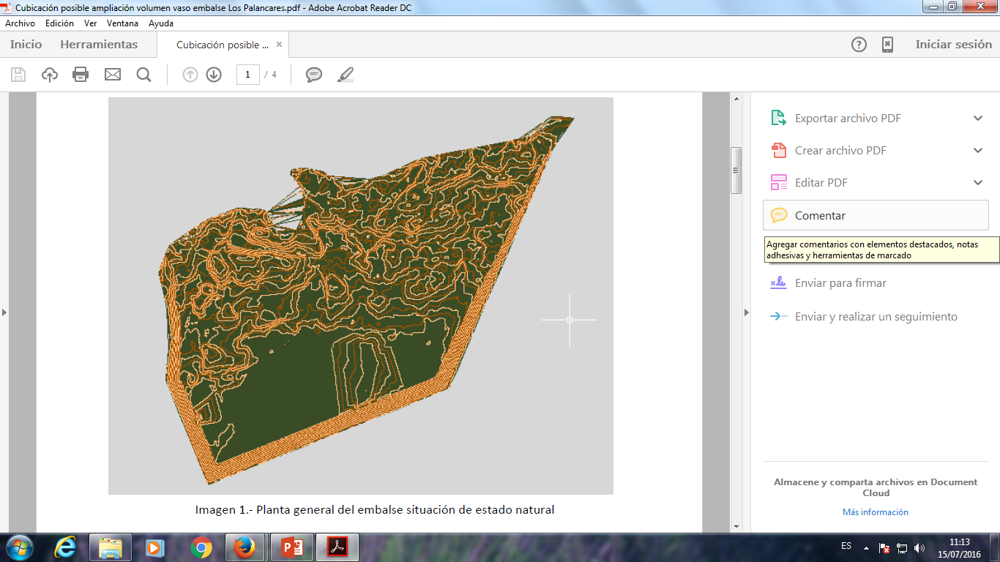 Cubicación posible ampliación volumen vaso embalse Los Palancares.pdf - Adobe Acrobat Reader DC
Archivo Edición Ver Ventana Ayuda
Inicio Herramientas Cubicación posible ... × ? Iniciar sesión
1 / 4
Exportar archivo PDF
Crear archivo PDF
Editar PDF
Comentar
Agregar comentarios con elementos destacados, notas
adhesivas y herramientas de marcado
Enviar para firmar
Enviar y realizar un seguimiento
Almacene y comparta archivos en Document
Cloud
Más información
Imagen 1.- Planta general del embalse situación de estado natural
ES
11:13
15/07/2016